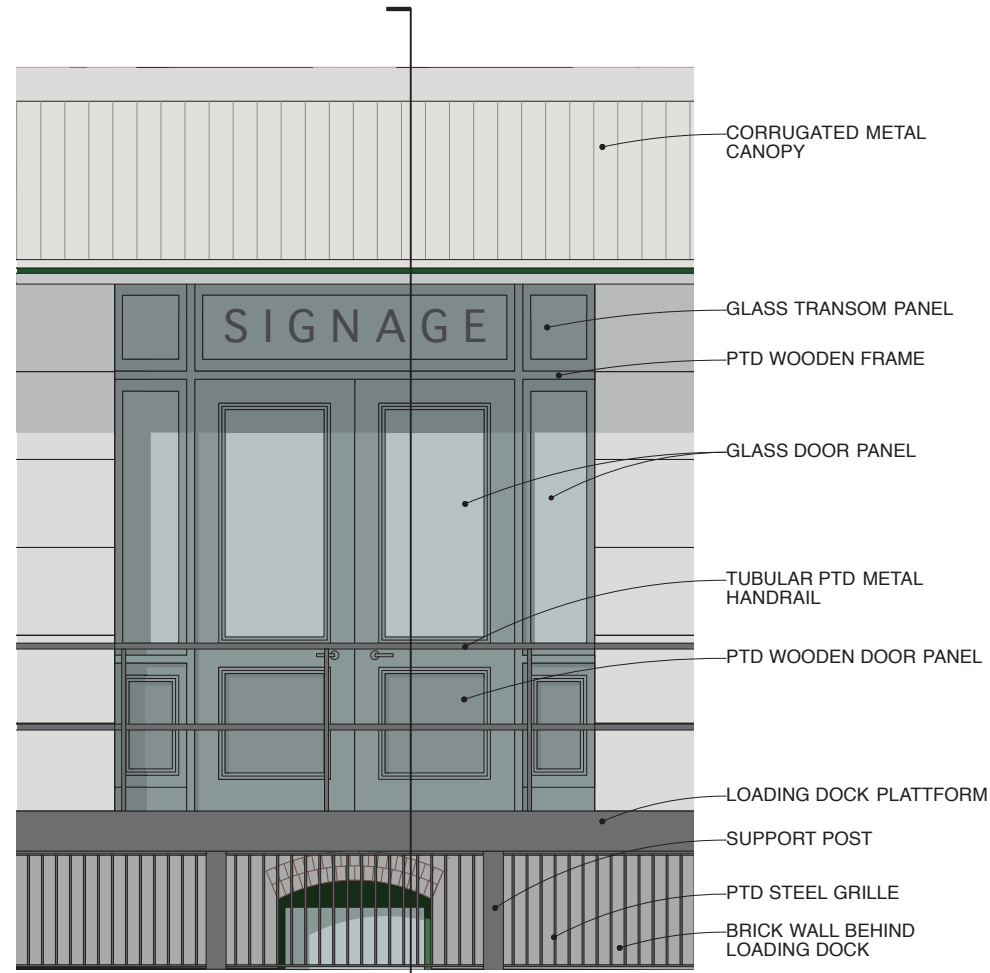 CORRUGATED METAL
CANOPY
SIGNAGE
GLASS TRANSOM PANEL
PTD WOODEN FRAME
GLASS DOOR PANEL
TUBULAR PTD METAL
HANDRAIL
PTD WOODEN DOOR PANEL
LOADING DOCK PLATTFORM
SUPPORT POST
PTD STEEL GRILLE
BRICK WALL BEHIND
LOADING DOCK